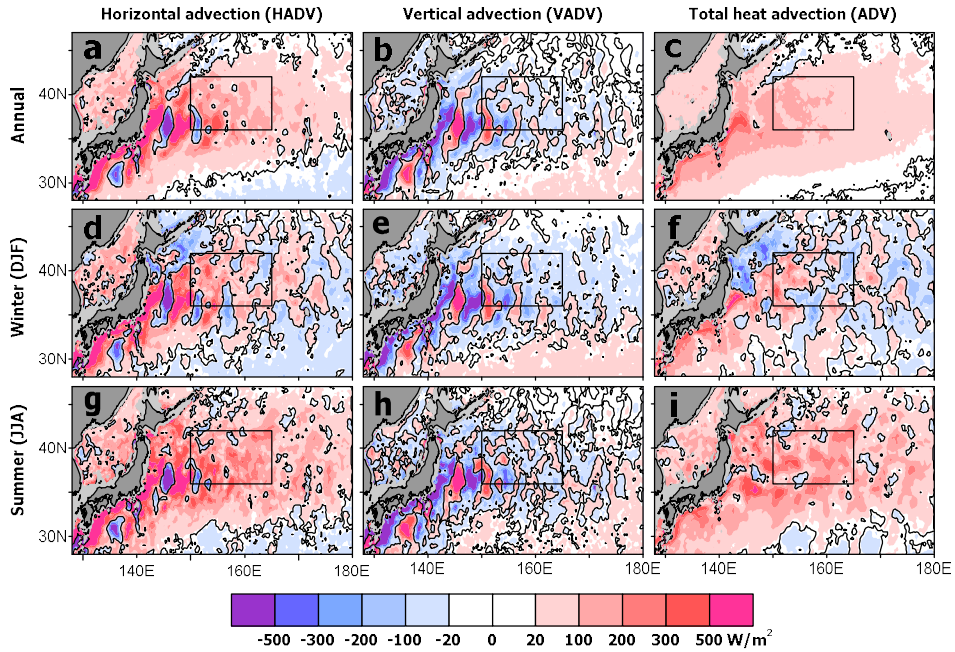 Horizontal advection (HADV) Vertical advection (VADV) Total heat advection (ADV)
Annual
a b c
40N
30N
Winter (DJF)
d e f
40N
30N
Summer (JJA)
g h i
40N
30N
140E 160E 180E 140E 160E 180E 140E 160E 180E
-500 -300 -200 -100 -20 0 20 100 200 300 500 W/m²